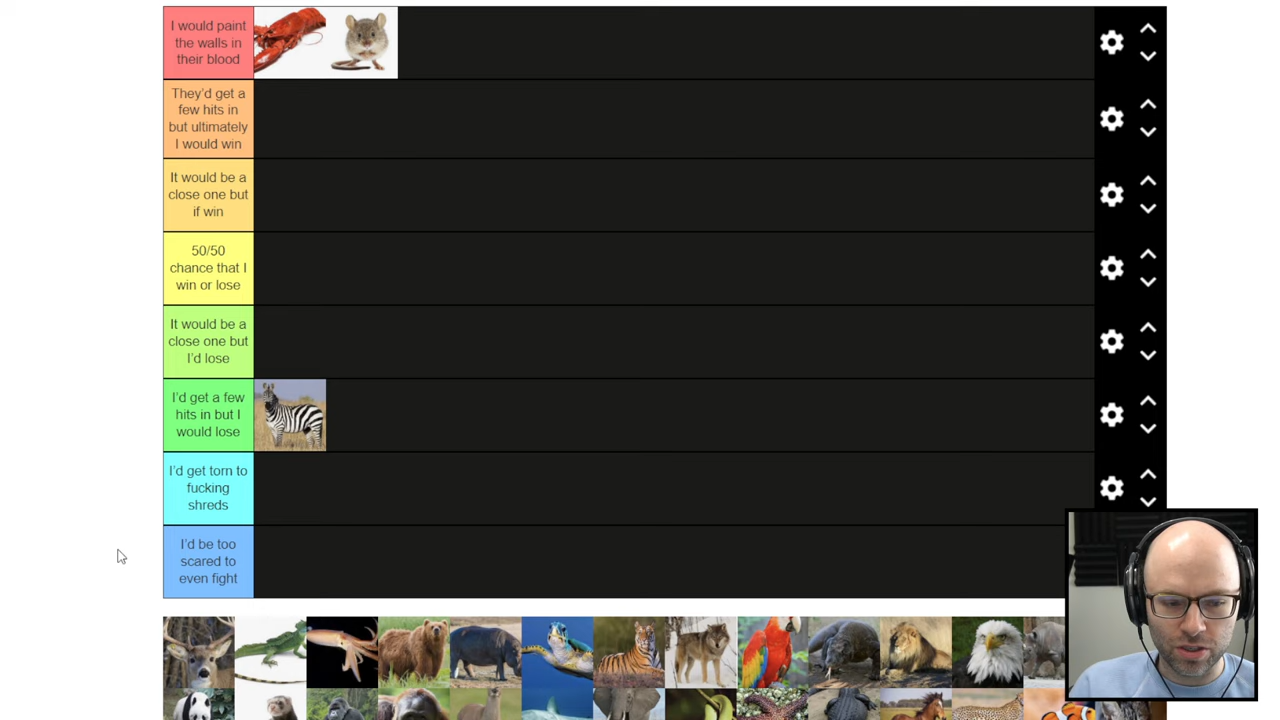 I would paint
the walls in
their blood
They'd get a
few hits in
but ultimately
I would win
It would be a
close one but
if win
50/50
chance that I
win or lose
It would be a
close one but
I'd lose
I'd get a few
hits in but I
would lose
I'd get torn to
fucking
shreds
I'd be too
scared to
even fight